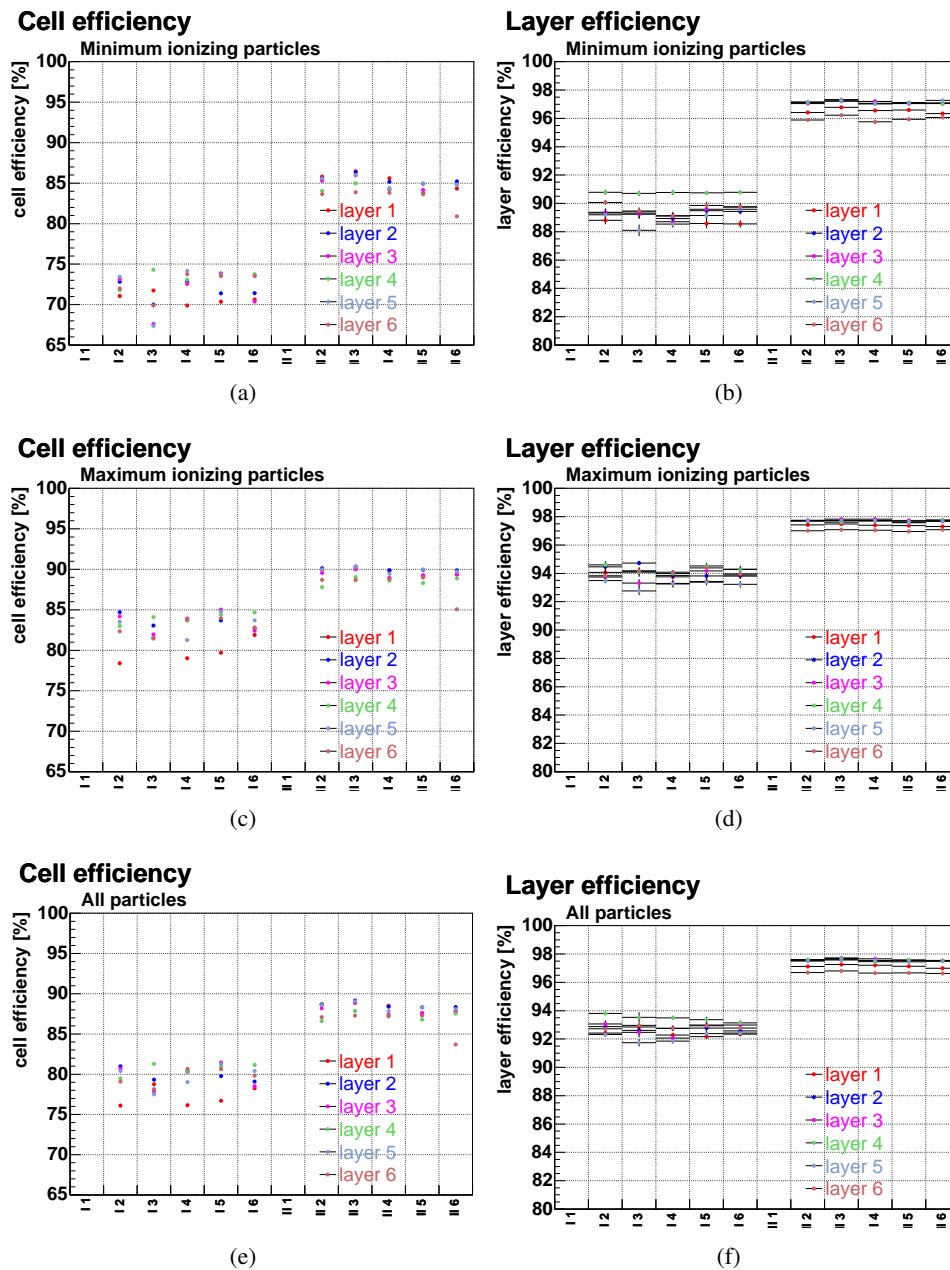 Cell efficiency
Minimum ionizing particles
cell efficiency [%]
100
95
90
85
80
75
70
65
layer 1
layer 2
layer 3
layer 4
layer 5
layer 6
I 1
I 2
I 3
I 4
I 5
I 6
II 1
II 2
II 3
II 4
II 5
II 6
(a)
Layer efficiency
Minimum ionizing particles
layer efficiency [%]
100
98
96
94
92
90
88
86
84
82
80
layer 1
layer 2
layer 3
layer 4
layer 5
layer 6
I 1
I 2
I 3
I 4
I 5
I 6
II 1
II 2
II 3
II 4
II 5
II 6
(b)
Cell efficiency
Maximum ionizing particles
cell efficiency [%]
100
95
90
85
80
75
70
65
layer 1
layer 2
layer 3
layer 4
layer 5
layer 6
I 1
I 2
I 3
I 4
I 5
I 6
II 1
II 2
II 3
II 4
II 5
II 6
(c)
Layer efficiency
Maximum ionizing particles
layer efficiency [%]
100
98
96
94
92
90
88
86
84
82
80
layer 1
layer 2
layer 3
layer 4
layer 5
layer 6
I 1
I 2
I 3
I 4
I 5
I 6
II 1
II 2
II 3
II 4
II 5
II 6
(d)
Cell efficiency
All particles
cell efficiency [%]
100
95
90
85
80
75
70
65
layer 1
layer 2
layer 3
layer 4
layer 5
layer 6
I 1
I 2
I 3
I 4
I 5
I 6
II 1
II 2
II 3
II 4
II 5
II 6
(e)
Layer efficiency
All particles
layer efficiency [%]
100
98
96
94
92
90
88
86
84
82
80
layer 1
layer 2
layer 3
layer 4
layer 5
layer 6
I 1
I 2
I 3
I 4
I 5
I 6
II 1
II 2
II 3
II 4
II 5
II 6
(f)